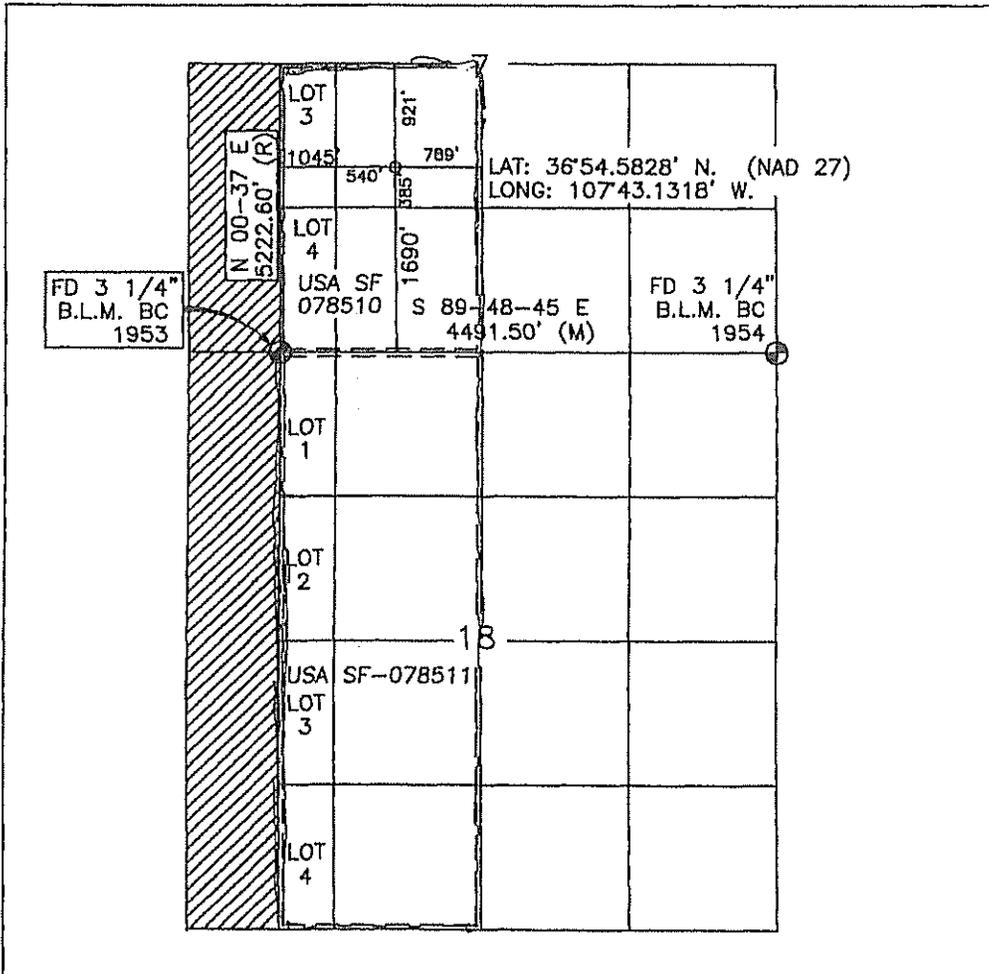 7
LOT
3
921'
N 00-37 E
5222.60' (R)
1045'
540'
789'
385'
LAT: 36°54.5828' N. (NAD 27)
LONG: 107°43.1318' W.
LOT
4
1690'
USA SF
078510
S 89-48-45 E
4491.50' (M)
FD 3 1/4"
B.L.M. BC
1953
FD 3 1/4"
B.L.M. BC
1954
LOT
1
LOT
2
18
USA SF-078511
LOT
3
LOT
4